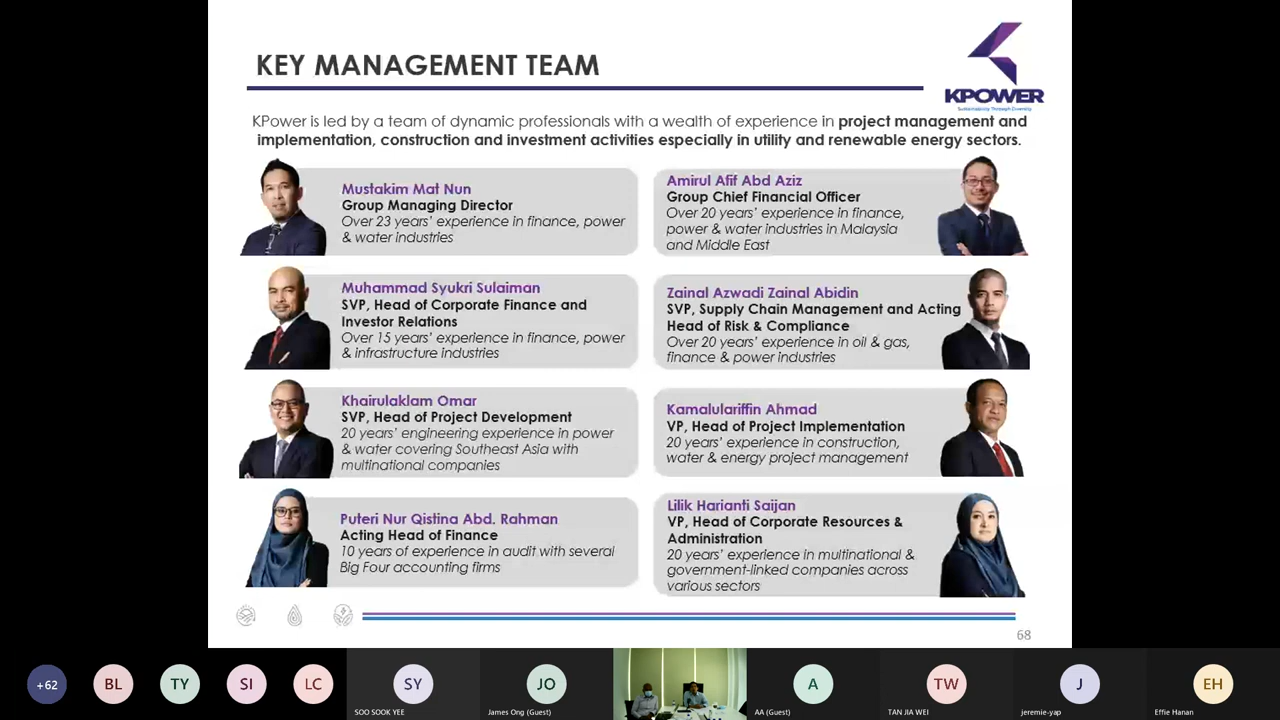 KEY MANAGEMENT TEAM
KPOWER
Sustainability Through Diversity
KPower is led by a team of dynamic professionals with a wealth of experience in project management and
implementation, construction and investment activities especially in utility and renewable energy sectors.
Mustakim Mat Nun
Group Managing Director
Over 23 years’ experience in finance, power
& water industries
Amirul Afif Abd Aziz
Group Chief Financial Officer
Over 20 years’ experience in finance,
power & water industries in Malaysia
and Middle East
Muhammad Syukri Sulaiman
SVP, Head of Corporate Finance and
Investor Relations
Over 15 years’ experience in finance, power
& infrastructure industries
Zainal Azwadi Zainal Abidin
SVP, Supply Chain Management and Acting
Head of Risk & Compliance
Over 20 years’ experience in oil & gas,
finance & power industries
Khairulaklam Omar
SVP, Head of Project Development
20 years’ engineering experience in power
& water covering Southeast Asia with
multinational companies
Kamalulariffin Ahmad
VP, Head of Project Implementation
20 years’ experience in construction,
water & energy project management
Puteri Nur Qistina Abd. Rahman
Acting Head of Finance
10 years of experience in audit with several
Big Four accounting firms
Lilik Harianti Saijan
VP, Head of Corporate Resources &
Administration
20 years’ experience in multinational &
government-linked companies across
various sectors
68
+62
BL
TY
SI
LC
SY
SOO SOOK YEE
JO
James Ong (Guest)
A
AA (Guest)
TW
TAN JIA WEI
J
jeremie-yap
EH
Effie Hanan